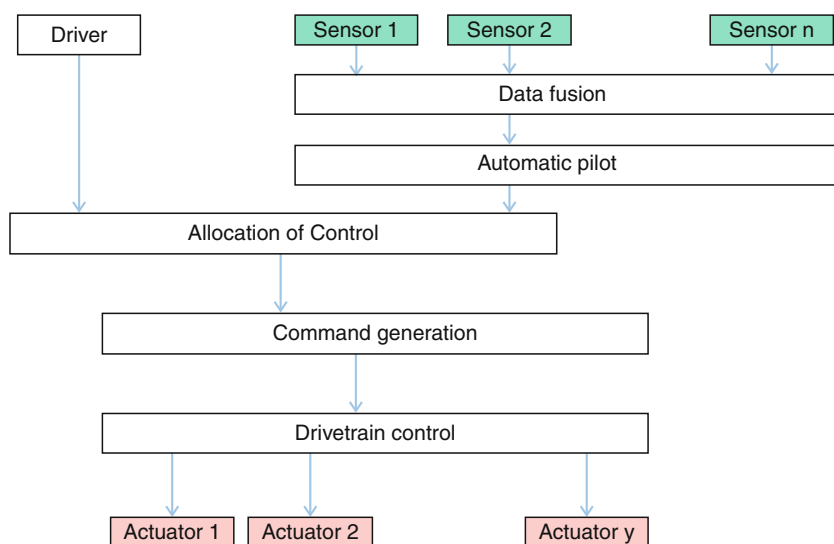 Driver
Sensor 1
Sensor 2
Sensor n
Data fusion
Automatic pilot
Allocation of Control
Command generation
Drivetrain control
Actuator 1
Actuator 2
Actuator y